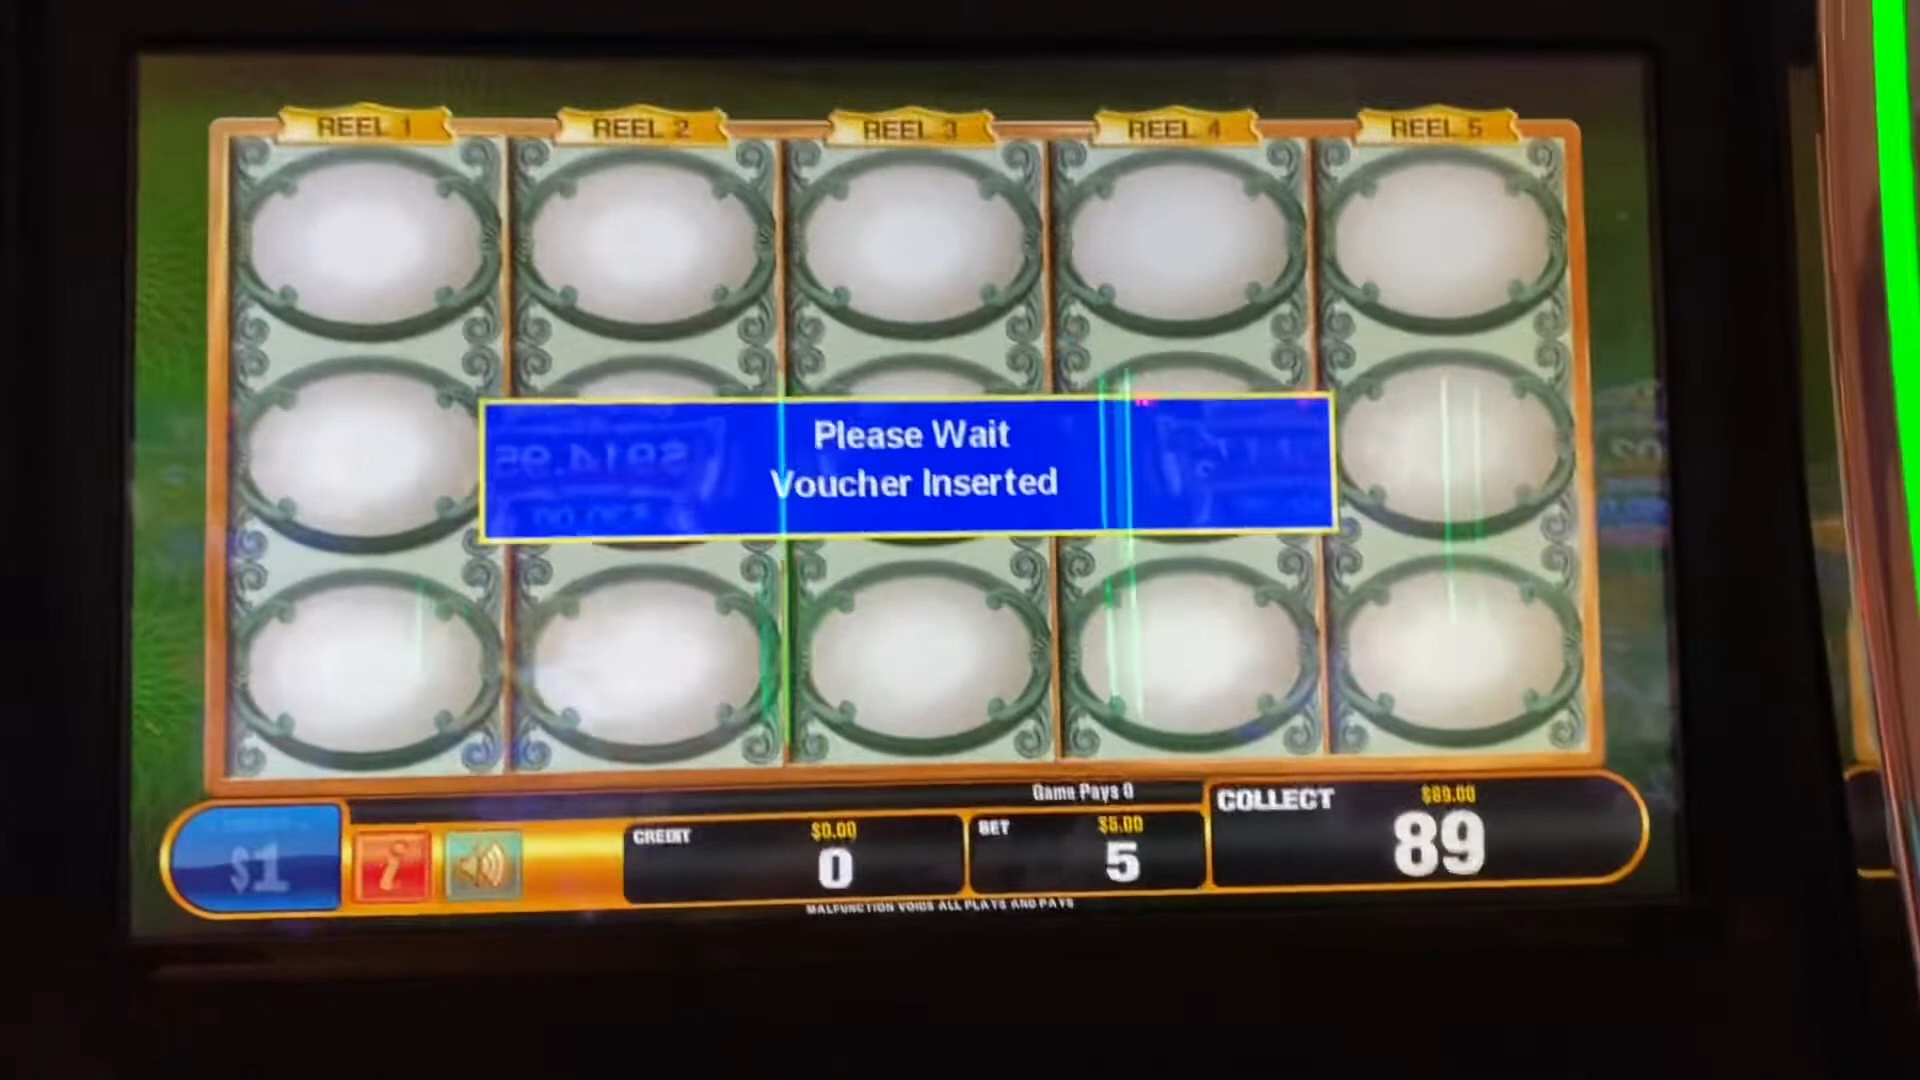 REEL 1
REEL 2
REEL 3
REEL 4
REEL 5
Please Wait
Voucher Inserted
Game Pays 0
$1
CREDIT
$0.00
0
BET
$5.00
5
COLLECT
$89.00
89
MALFUNCTION VOIDS ALL PLAYS AND PAYS